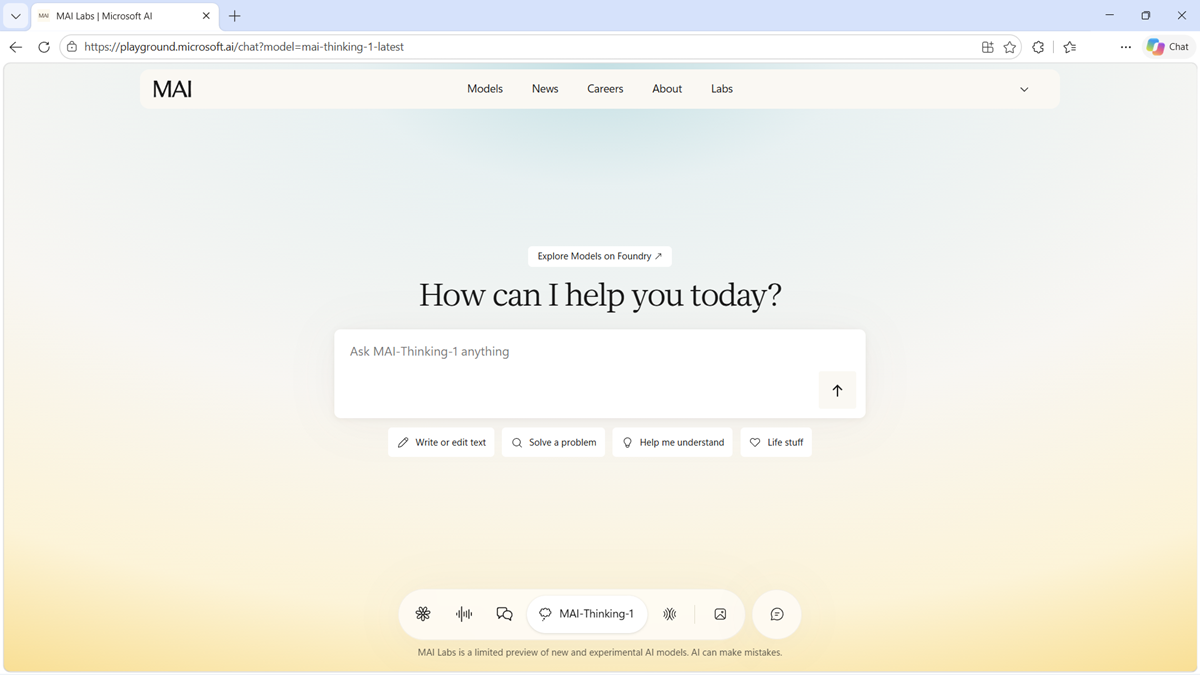 MAI MAI Labs | Microsoft AI
https://playground.microsoft.ai/chat?model=mai-thinking-1-latest
Chat
MAI
Models News Careers About Labs
Explore Models on Foundry ↗
How can I help you today?
Ask MAI-Thinking-1 anything
Write or edit text Solve a problem Help me understand Life stuff
MAI-Thinking-1
MAI Labs is a limited preview of new and experimental AI models. AI can make mistakes.